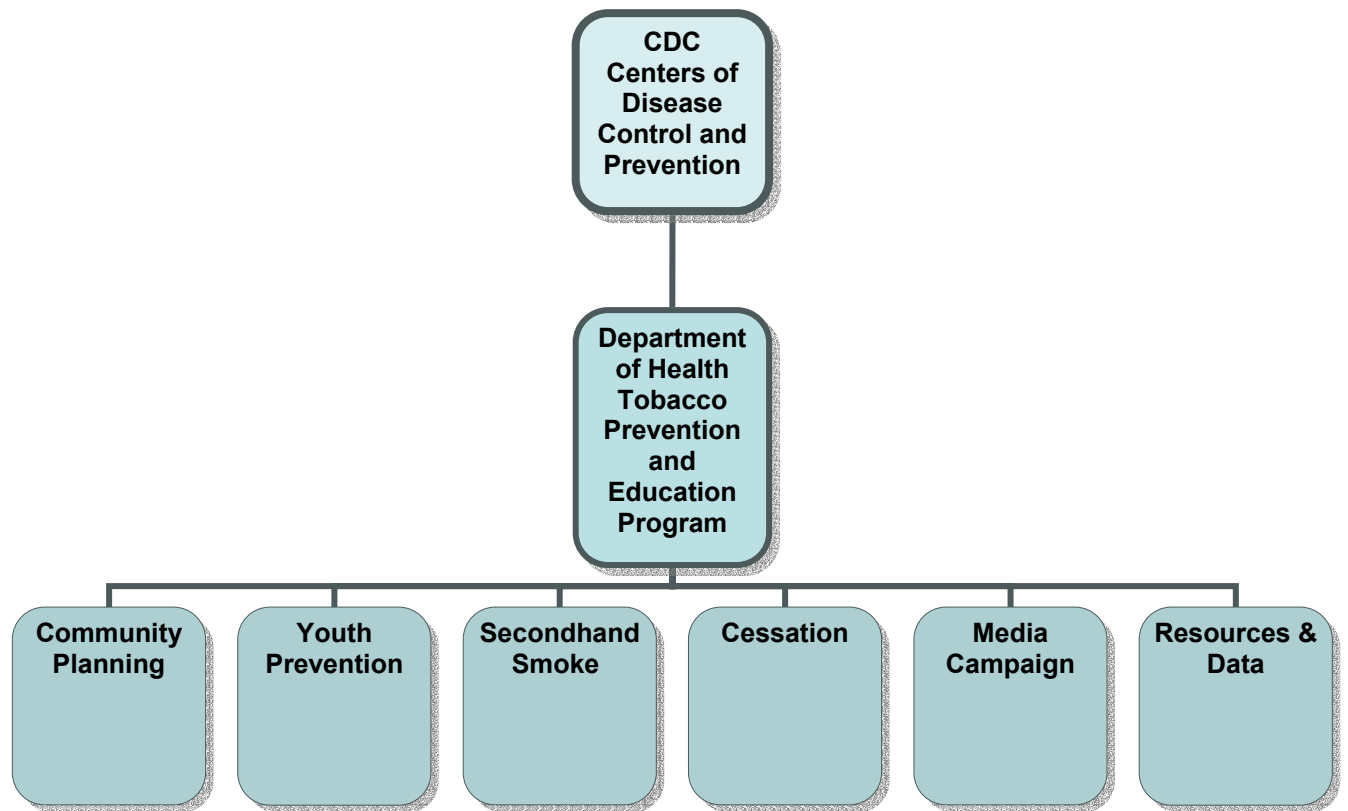 CDC
Centers of
Disease
Control and
Prevention
Department
of Health
Tobacco
Prevention
and
Education
Program
Community
Planning
Youth
Prevention
Secondhand
Smoke
Cessation
Media
Campaign
Resources &
Data